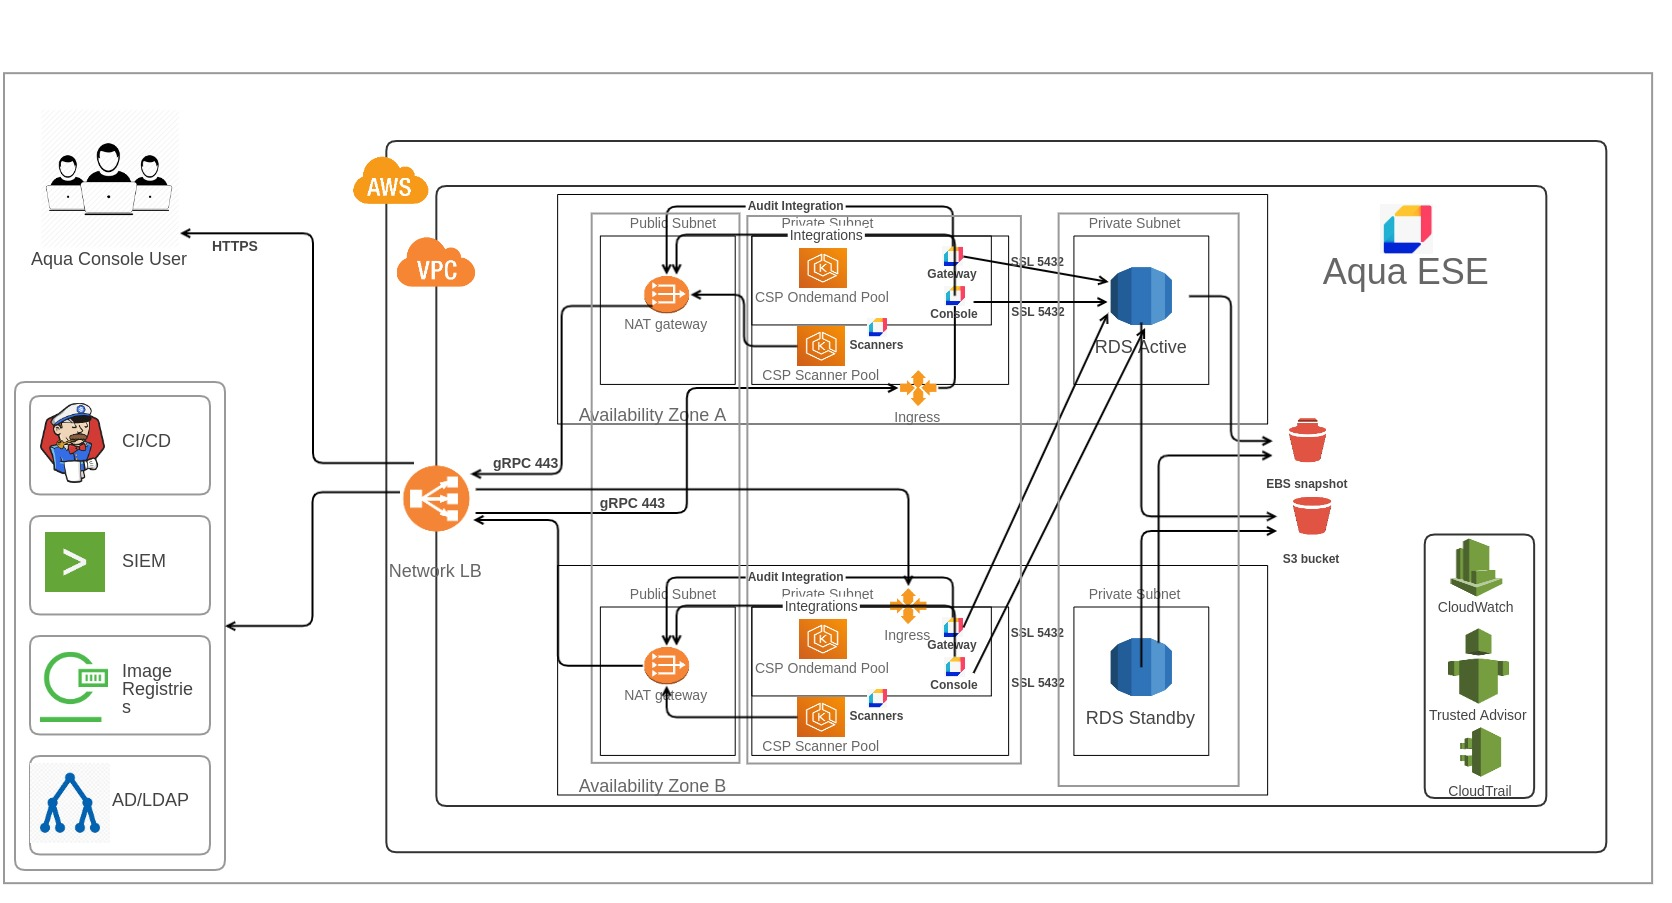 Aqua Console User
HTTPS
AWS
VPC
Aqua ESE
CI/CD
SIEM
Image
Registrie
s
AD/LDAP
Network LB
gRPC 443
gRPC 443
Audit Integration
Public Subnet
Private Subnet
Private Subnet
Integrations
NAT gateway
CSP Ondemand Pool
Gateway
Console
Scanners
CSP Scanner Pool
Ingress
SSL 5432
SSL 5432
RDS Active
Availability Zone A
EBS snapshot
S3 bucket
Audit Integration
Public Subnet
Private Subnet
Private Subnet
Integrations
Ingress
NAT gateway
CSP Ondemand Pool
Gateway
Console
Scanners
CSP Scanner Pool
SSL 5432
SSL 5432
RDS Standby
Availability Zone B
CloudWatch
Trusted Advisor
CloudTrail